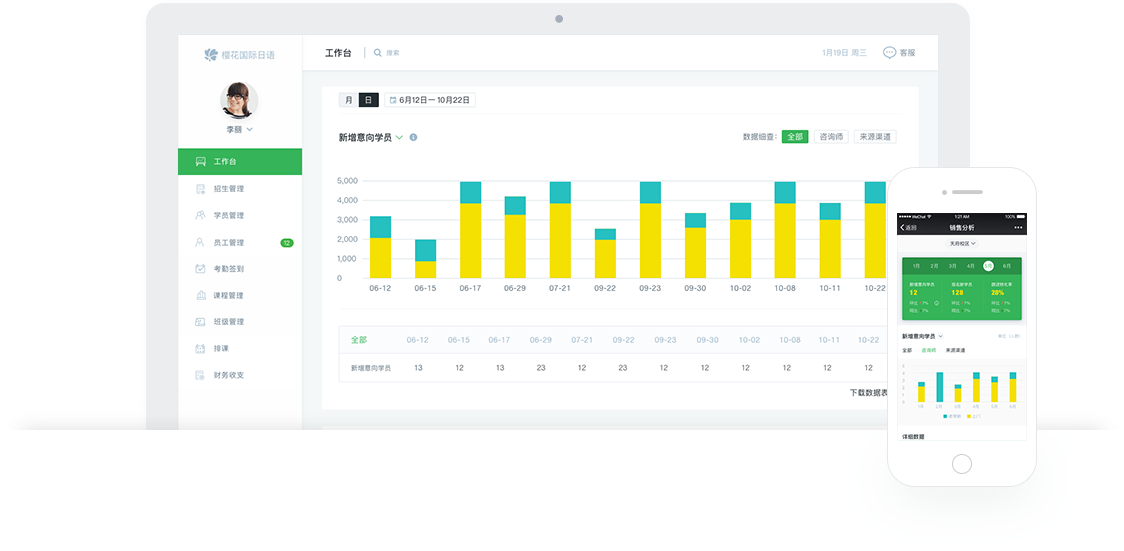 樱花国际日语
李丽
工作台
招生管理
学员管理
员工管理 12
考勤签到
课程管理
班级管理
排课
财务收支
工作台 搜索 1月19日 周三 客服
月 日 6月12日一 10月22日
新增意向学员 数据细查: 全部 咨询师 来源渠道
5,000
4,000
3,000
2,000
1,000
0
06-12 06-15 06-17 06-29 07-21 09-22 09-23 09-30 10-02 10-08 10-11 10-22
全部 06-12 06-15 06-17 06-29 07-21 09-22 09-23 09-30 10-02 10-08 10-11 10-22
新增意向学员 13 12 13 23 12 23 12 12 12 12 12 12
下载数据表
WeChat 1:21 AM 100%
返回 销售分析
天府校区
1月 2月 3月 4月 5月 6月
新增意向学员
12 128 28%
新增意向学员
全部 咨询师 来源渠道
5
4
3
2
1
0
1月 2月 3月 4月 5月 6月
详细数据